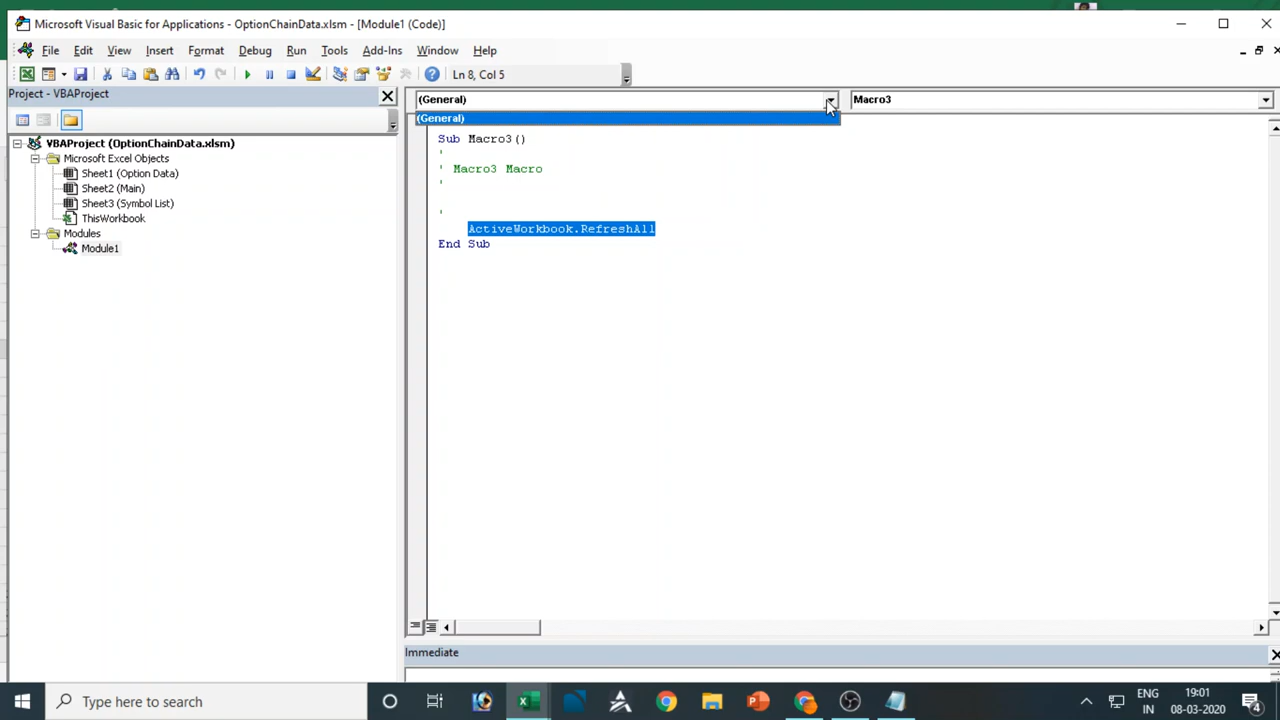 Microsoft Visual Basic for Applications - OptionChainData.xlsm - [Module1 (Code)]
File Edit View Insert Format Debug Run Tools Add-Ins Window Help
Ln 8, Col 5
Project - VBAProject
(General) Macro3
(General)
VBAProject (OptionChainData.xlsm)
Microsoft Excel Objects
Sheet1 (Option Data)
Sheet2 (Main)
Sheet3 (Symbol List)
ThisWorkbook
Modules
Module1
Sub Macro3()
'
' Macro3 Macro
'
'
ActiveWorkbook.RefreshAll
End Sub
Immediate
Type here to search
ENG
IN
19:01
08-03-2020
4